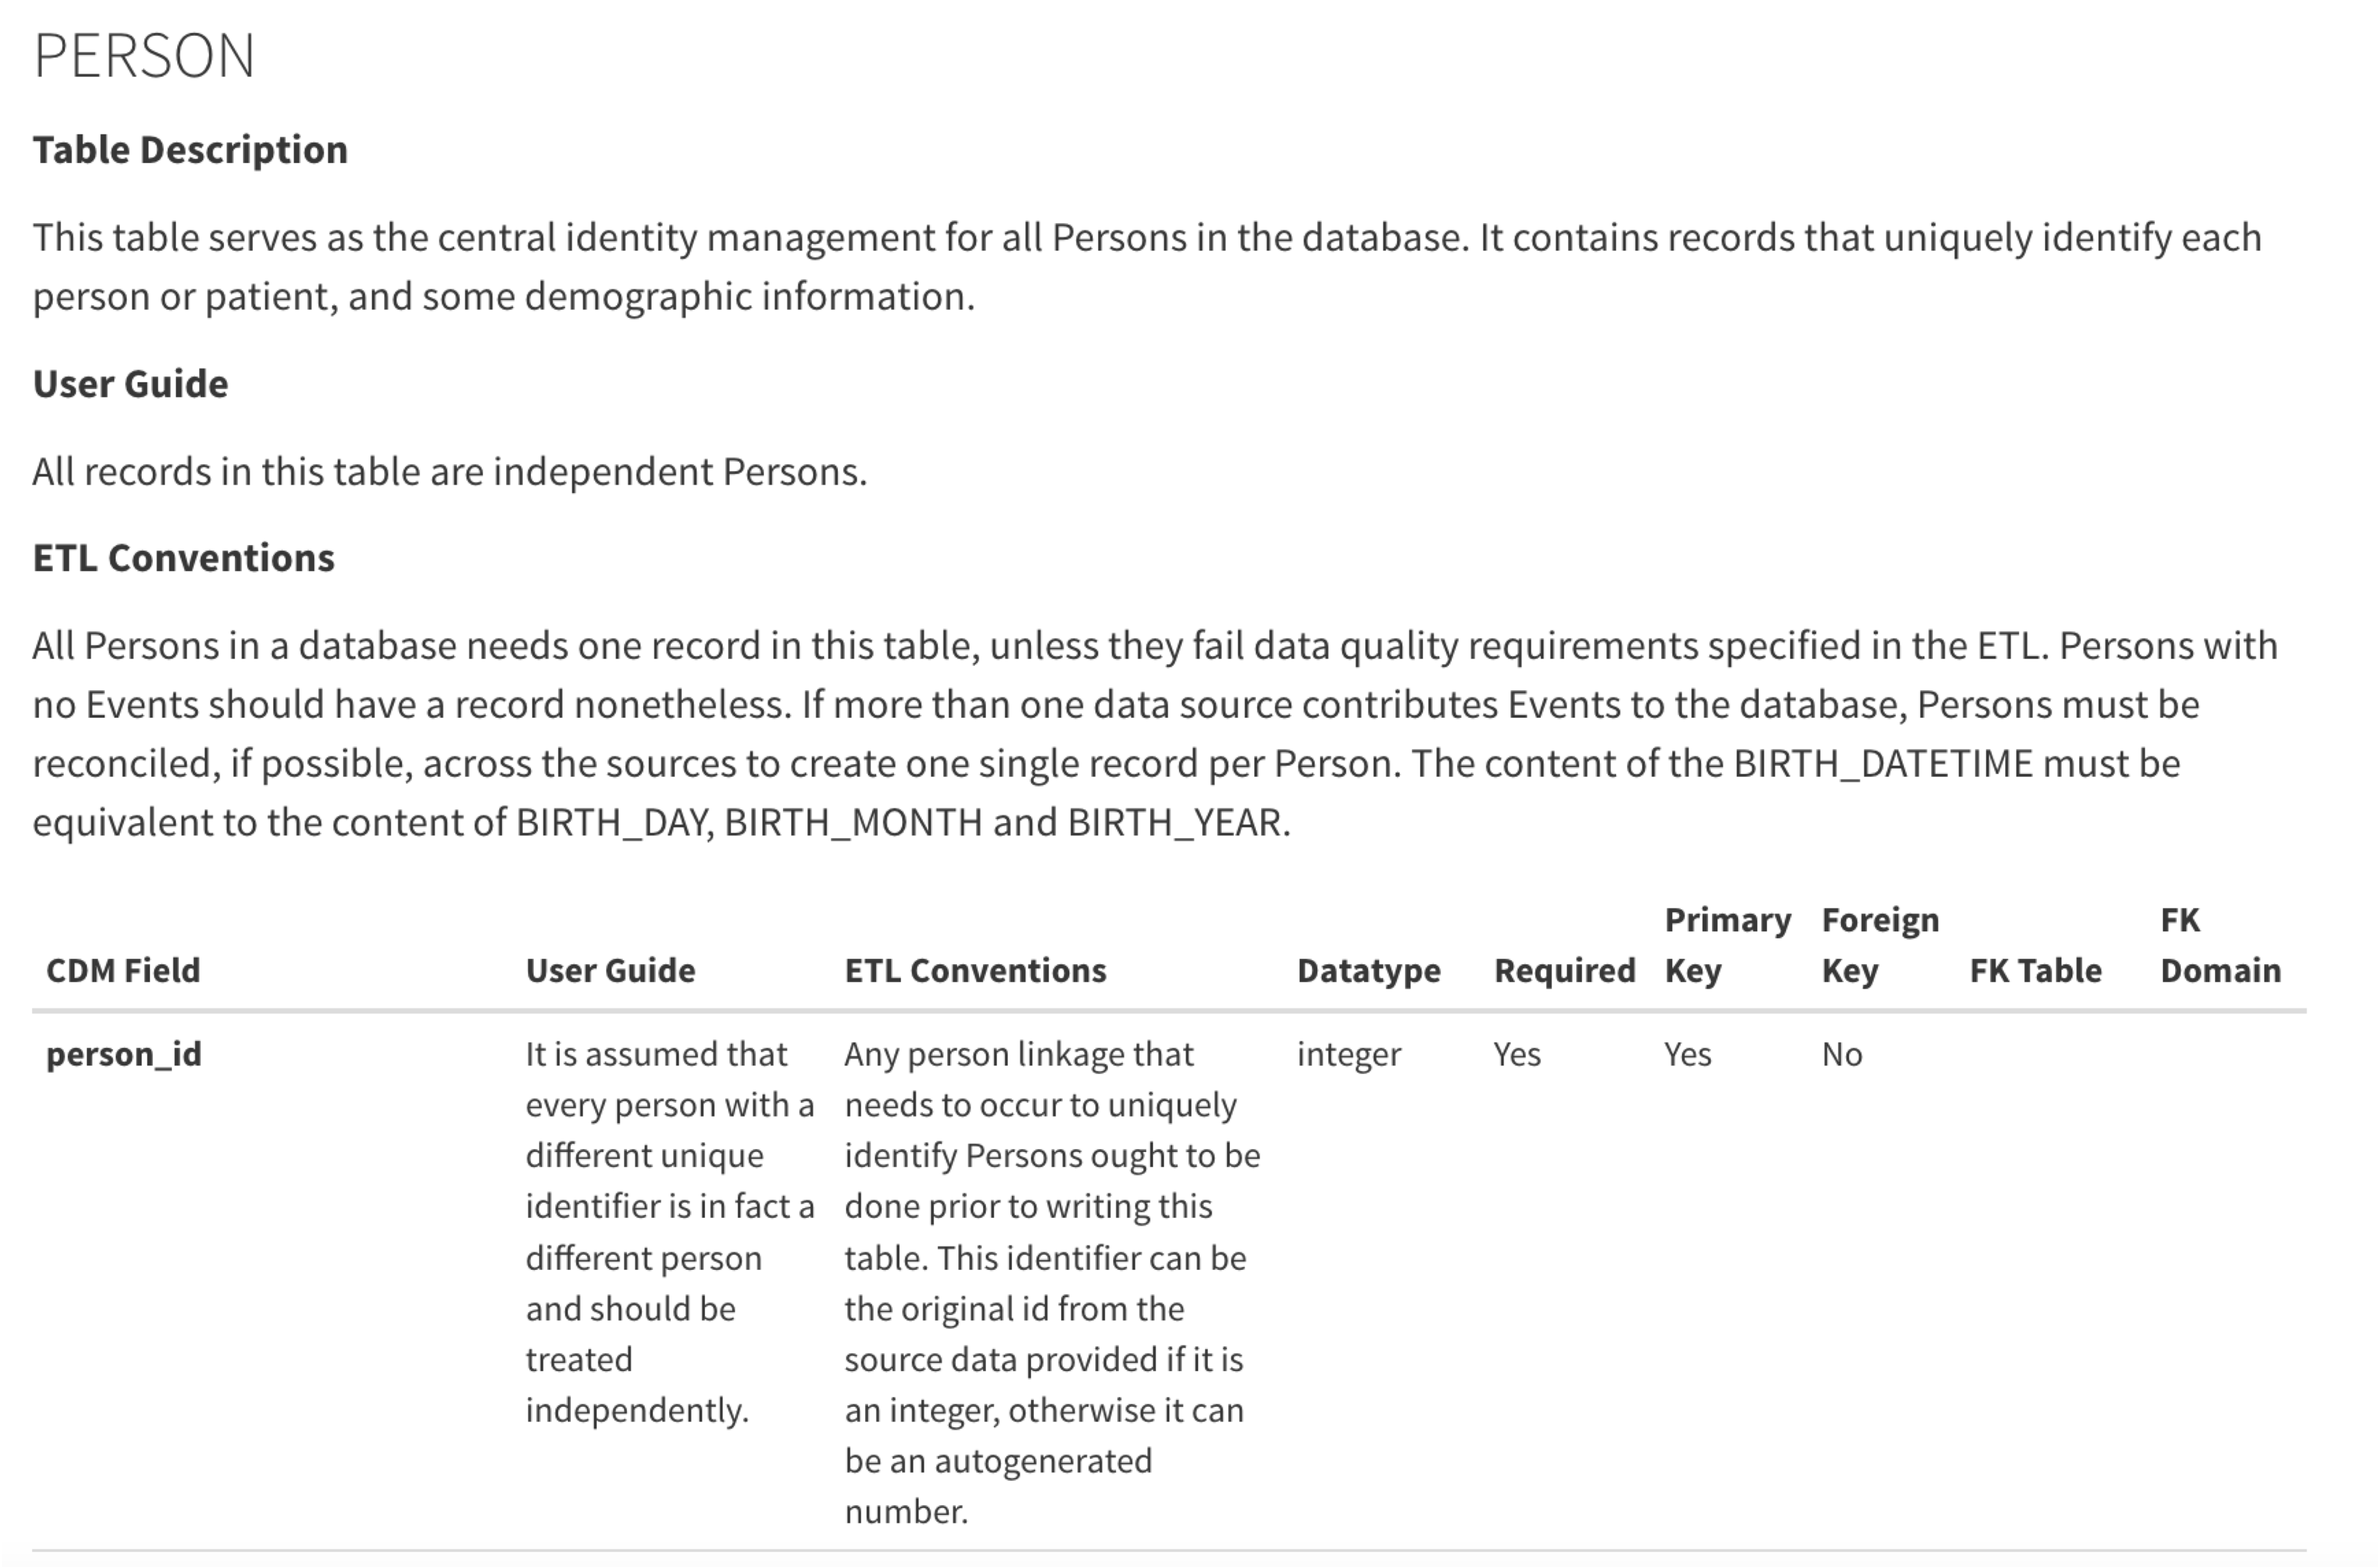 PERSON
Table Description
This table serves as the central identity management for all Persons in the database. It contains records that uniquely identify each
person or patient, and some demographic information.
User Guide
All records in this table are independent Persons.
ETL Conventions
All Persons in a database needs one record in this table, unless they fail data quality requirements specified in the ETL. Persons with
no Events should have a record nonetheless. If more than one data source contributes Events to the database, Persons must be
reconciled, if possible, across the sources to create one single record per Person. The content of the BIRTH_DATETIME must be
equivalent to the content of BIRTH_DAY, BIRTH_MONTH and BIRTH_YEAR.
CDM Field
User Guide
ETL Conventions
Datatype
Required
Primary
Key
Foreign
Key
FK Table
FK
Domain
person_id
It is assumed that
every person with a
different unique
identifier is in fact a
different person
and should be
treated
independently.
Any person linkage that
needs to occur to uniquely
identify Persons ought to be
done prior to writing this
table. This identifier can be
the original id from the
source data provided if it is
an integer, otherwise it can
be an autogenerated
number.
integer
Yes
Yes
No